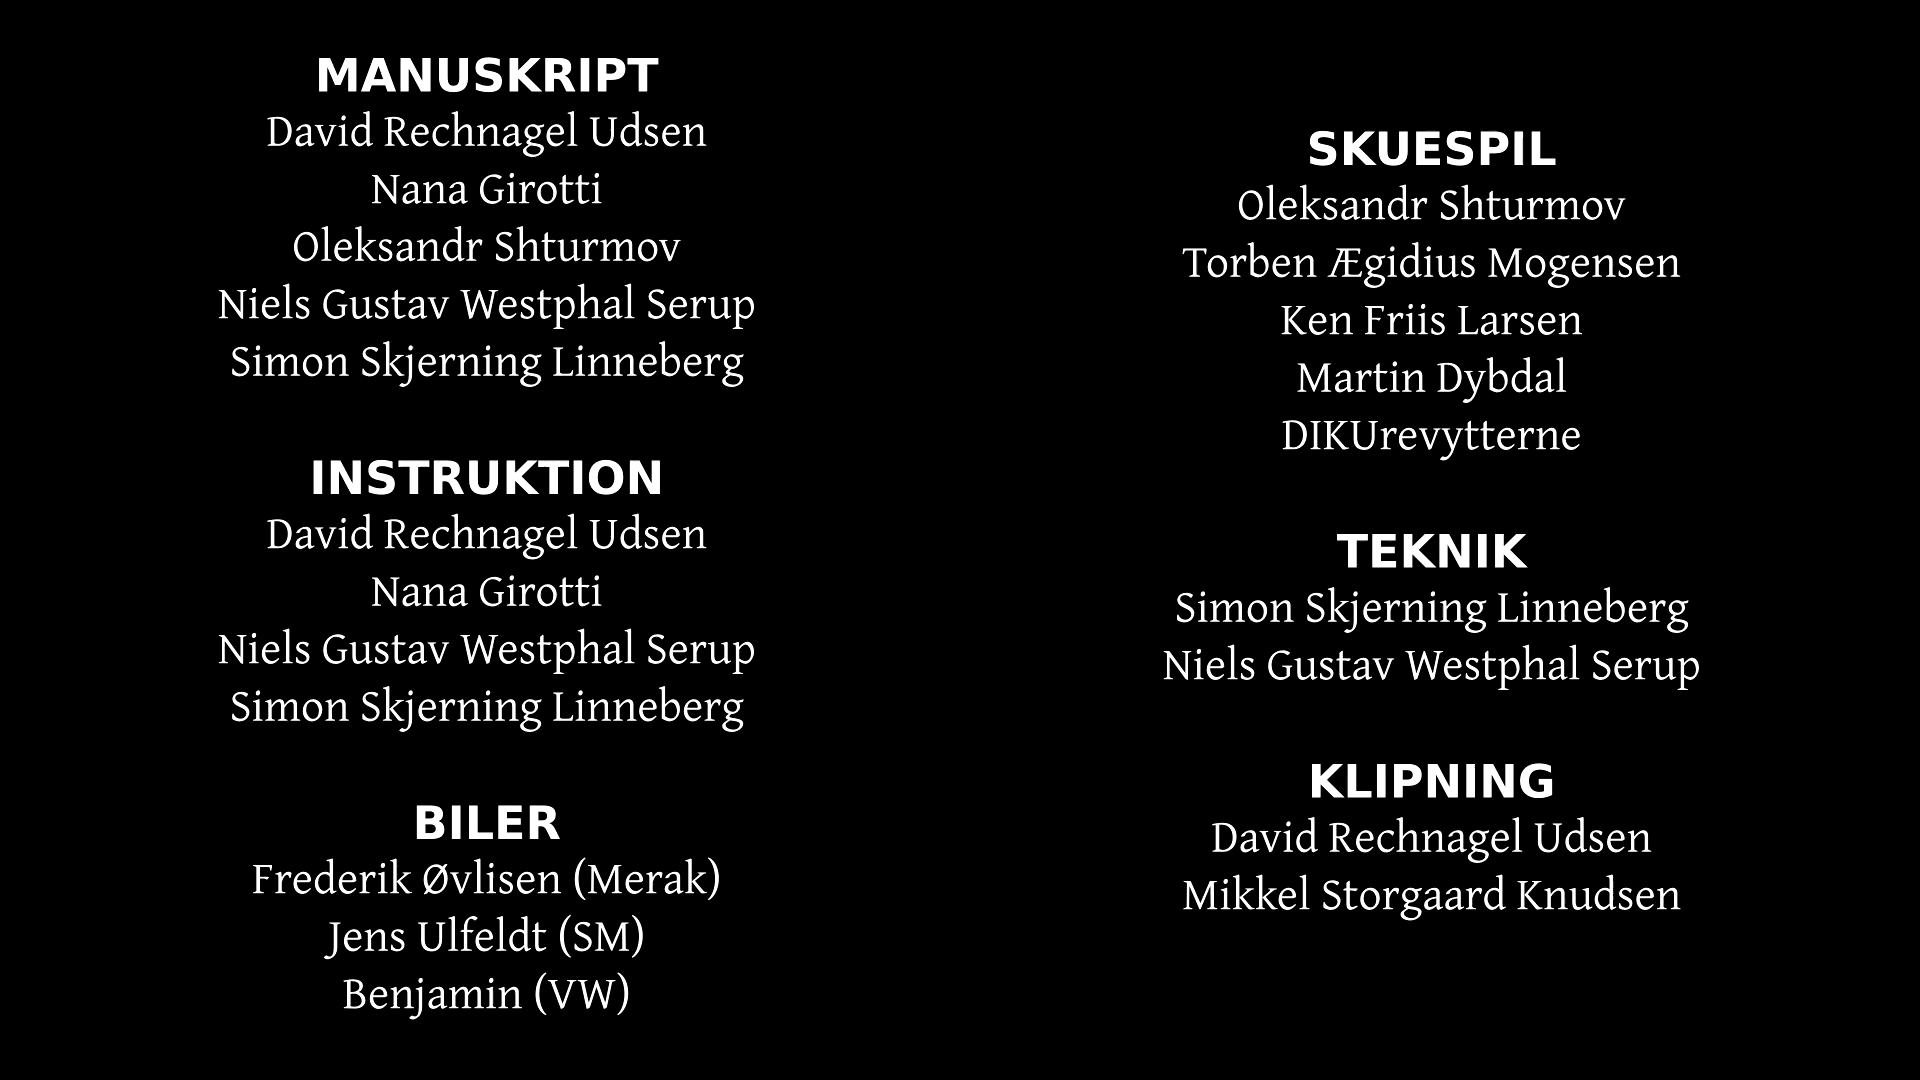 MANUSKRIPT
David Rechnagel Udsen
Nana Girotti
Oleksandr Shturmov
Niels Gustav Westphal Serup
Simon Skjerning Linneberg
INSTRUKTION
David Rechnagel Udsen
Nana Girotti
Niels Gustav Westphal Serup
Simon Skjerning Linneberg
BILER
Frederik Øvlisen (Merak)
Jens Ulfeldt (SM)
Benjamin (VW)
SKUESPIL
Oleksandr Shturmov
Torben Ægidius Mogensen
Ken Friis Larsen
Martin Dybdal
DIKUrevytterne
TEKNIK
Simon Skjerning Linneberg
Niels Gustav Westphal Serup
KLIPNING
David Rechnagel Udsen
Mikkel Storgaard Knudsen